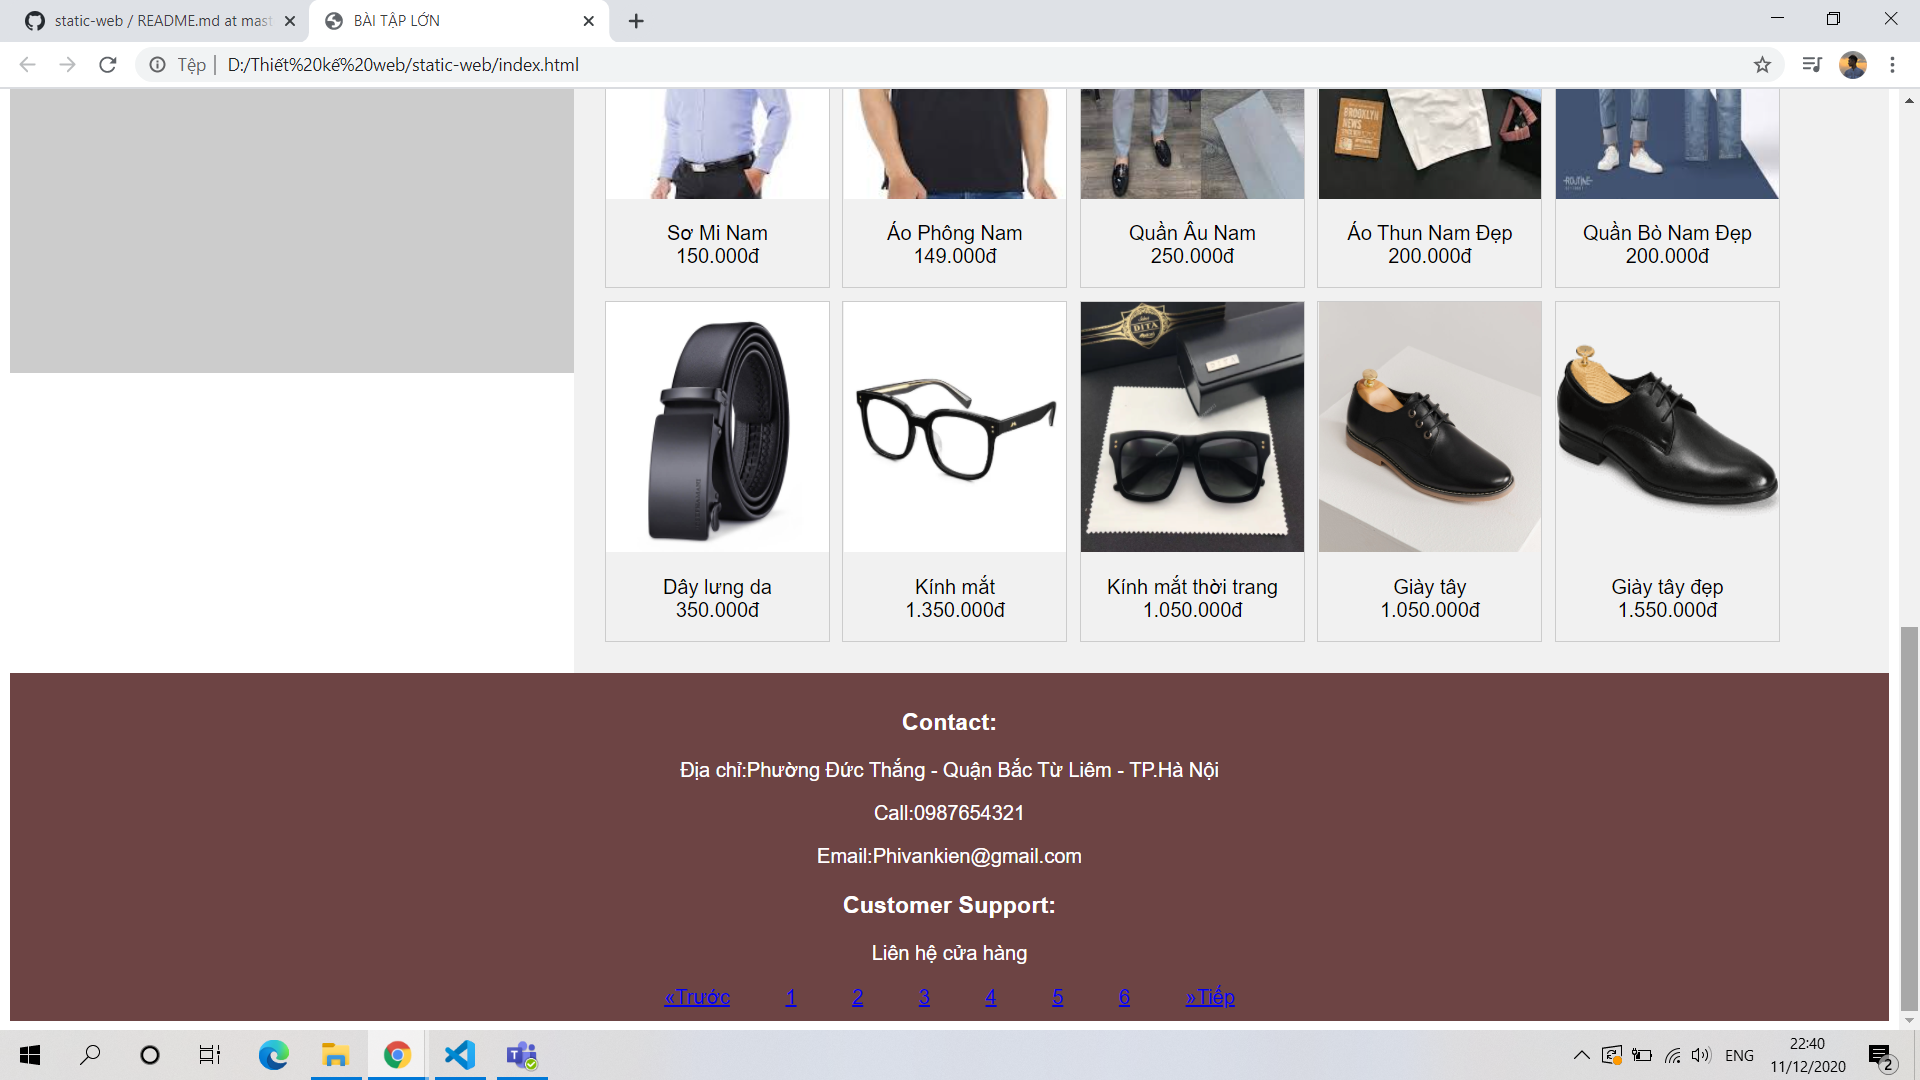 static-web / README.md at mast
BÀI TẬP LỚN
Tệp | D:/Thiết%20kế%20web/static-web/index.html
BROOKLYN
NEWS
ROUTINE
Sơ Mi Nam
150.000đ
Áo Phông Nam
149.000đ
Quần Âu Nam
250.000đ
Áo Thun Nam Đẹp
200.000đ
Quần Bò Nam Đẹp
200.000đ
DITA
Dây lưng da
350.000đ
Kính mắt
1.350.000đ
Kính mắt thời trang
1.050.000đ
Giày tây
1.050.000đ
Giày tây đẹp
1.550.000đ
Contact:
Địa chỉ:Phường Đức Thắng - Quận Bắc Từ Liêm - TP.Hà Nội
Call:0987654321
Email:Phivankien@gmail.com
Customer Support:
Liên hệ cửa hàng
«Trước 1 2 3 4 5 6 »Tiếp
ENG
22:40
11/12/2020
2